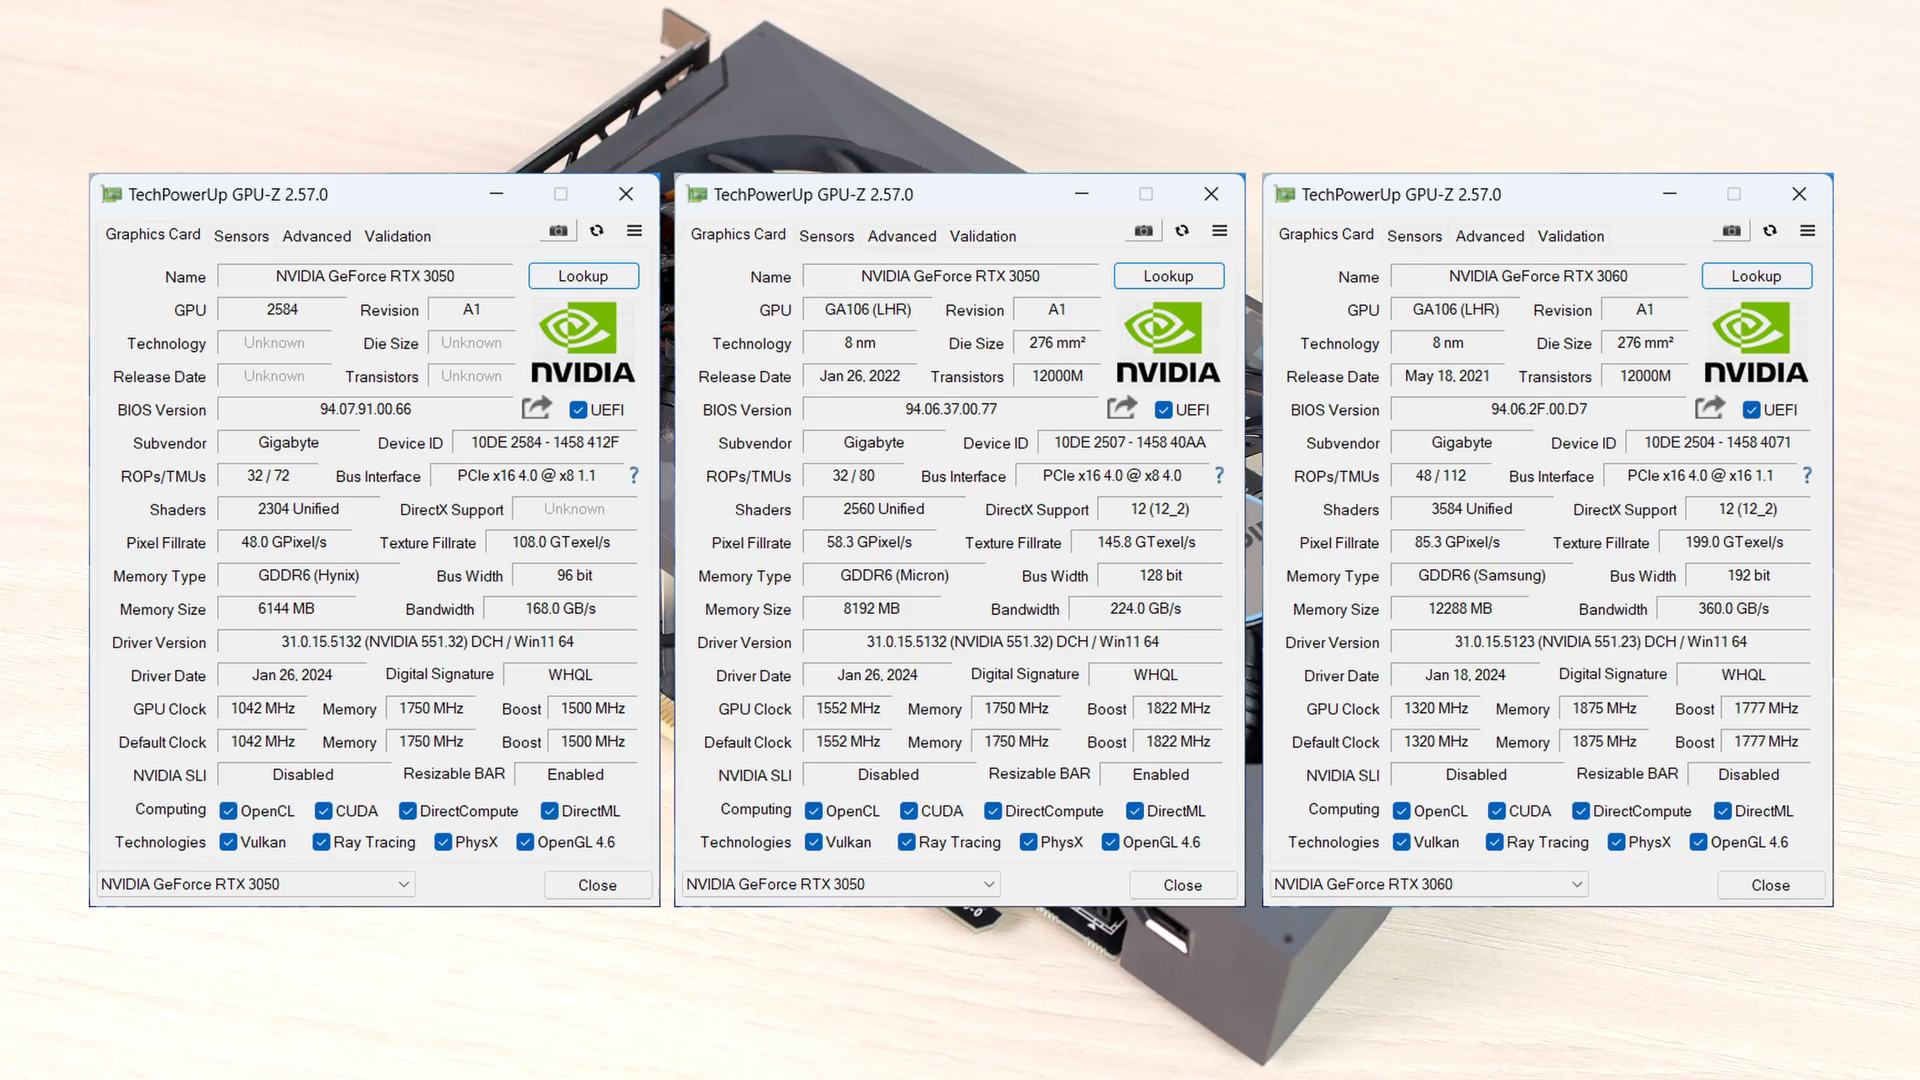 TechPowerUp GPU-Z 2.57.0
Graphics Card Sensors Advanced Validation
Name NVIDIA GeForce RTX 3050 Lookup
GPU 2584 Revision A1
Technology Unknown Die Size Unknown
Release Date Unknown Transistors Unknown
NVIDIA
BIOS Version 94.07.91.00.66 UEFI
Subvendor Gigabyte Device ID 10DE 2584 - 1458 412F
ROPs/TMUs 32 / 72 Bus Interface PCIe x16 4.0 @ x8 1.1 ?
Shaders 2304 Unified DirectX Support Unknown
Pixel Fillrate 48.0 GPixel/s Texture Fillrate 108.0 GTexel/s
Memory Type GDDR6 (Hynix) Bus Width 96 bit
Memory Size 6144 MB Bandwidth 168.0 GB/s
Driver Version 31.0.15.5132 (NVIDIA 551.32) DCH / Win11 64
Driver Date Jan 26, 2024 Digital Signature WHQL
GPU Clock 1042 MHz Memory 1750 MHz Boost 1500 MHz
Default Clock 1042 MHz Memory 1750 MHz Boost 1500 MHz
NVIDIA SLI Disabled Resizable BAR Enabled
Computing OpenCL CUDA DirectCompute DirectML
Technologies Vulkan Ray Tracing PhysX OpenGL 4.6
NVIDIA GeForce RTX 3050 Close
TechPowerUp GPU-Z 2.57.0
Graphics Card Sensors Advanced Validation
Name NVIDIA GeForce RTX 3050 Lookup
GPU GA106 (LHR) Revision A1
Technology 8 nm Die Size 276 mm²
Release Date Jan 26, 2022 Transistors 12000M
NVIDIA
BIOS Version 94.06.37.00.77 UEFI
Subvendor Gigabyte Device ID 10DE 2507 - 1458 40AA
ROPs/TMUs 32 / 80 Bus Interface PCIe x16 4.0 @ x8 4.0 ?
Shaders 2560 Unified DirectX Support 12 (12_2)
Pixel Fillrate 58.3 GPixel/s Texture Fillrate 145.8 GTexel/s
Memory Type GDDR6 (Micron) Bus Width 128 bit
Memory Size 8192 MB Bandwidth 224.0 GB/s
Driver Version 31.0.15.5132 (NVIDIA 551.32) DCH / Win11 64
Driver Date Jan 26, 2024 Digital Signature WHQL
GPU Clock 1552 MHz Memory 1750 MHz Boost 1822 MHz
Default Clock 1552 MHz Memory 1750 MHz Boost 1822 MHz
NVIDIA SLI Disabled Resizable BAR Enabled
Computing OpenCL CUDA DirectCompute DirectML
Technologies Vulkan Ray Tracing PhysX OpenGL 4.6
NVIDIA GeForce RTX 3050 Close
TechPowerUp GPU-Z 2.57.0
Graphics Card Sensors Advanced Validation
Name NVIDIA GeForce RTX 3060 Lookup
GPU GA106 (LHR) Revision A1
Technology 8 nm Die Size 276 mm²
Release Date May 18, 2021 Transistors 12000M
NVIDIA
BIOS Version 94.06.2F.00.D7 UEFI
Subvendor Gigabyte Device ID 10DE 2504 - 1458 4071
ROPs/TMUs 48 / 112 Bus Interface PCIe x16 4.0 @ x16 1.1 ?
Shaders 3584 Unified DirectX Support 12 (12_2)
Pixel Fillrate 85.3 GPixel/s Texture Fillrate 199.0 GTexel/s
Memory Type GDDR6 (Samsung) Bus Width 192 bit
Memory Size 12288 MB Bandwidth 360.0 GB/s
Driver Version 31.0.15.5123 (NVIDIA 551.23) DCH / Win11 64
Driver Date Jan 18, 2024 Digital Signature WHQL
GPU Clock 1320 MHz Memory 1875 MHz Boost 1777 MHz
Default Clock 1320 MHz Memory 1875 MHz Boost 1777 MHz
NVIDIA SLI Disabled Resizable BAR Disabled
Computing OpenCL CUDA DirectCompute DirectML
Technologies Vulkan Ray Tracing PhysX OpenGL 4.6
NVIDIA GeForce RTX 3060 Close